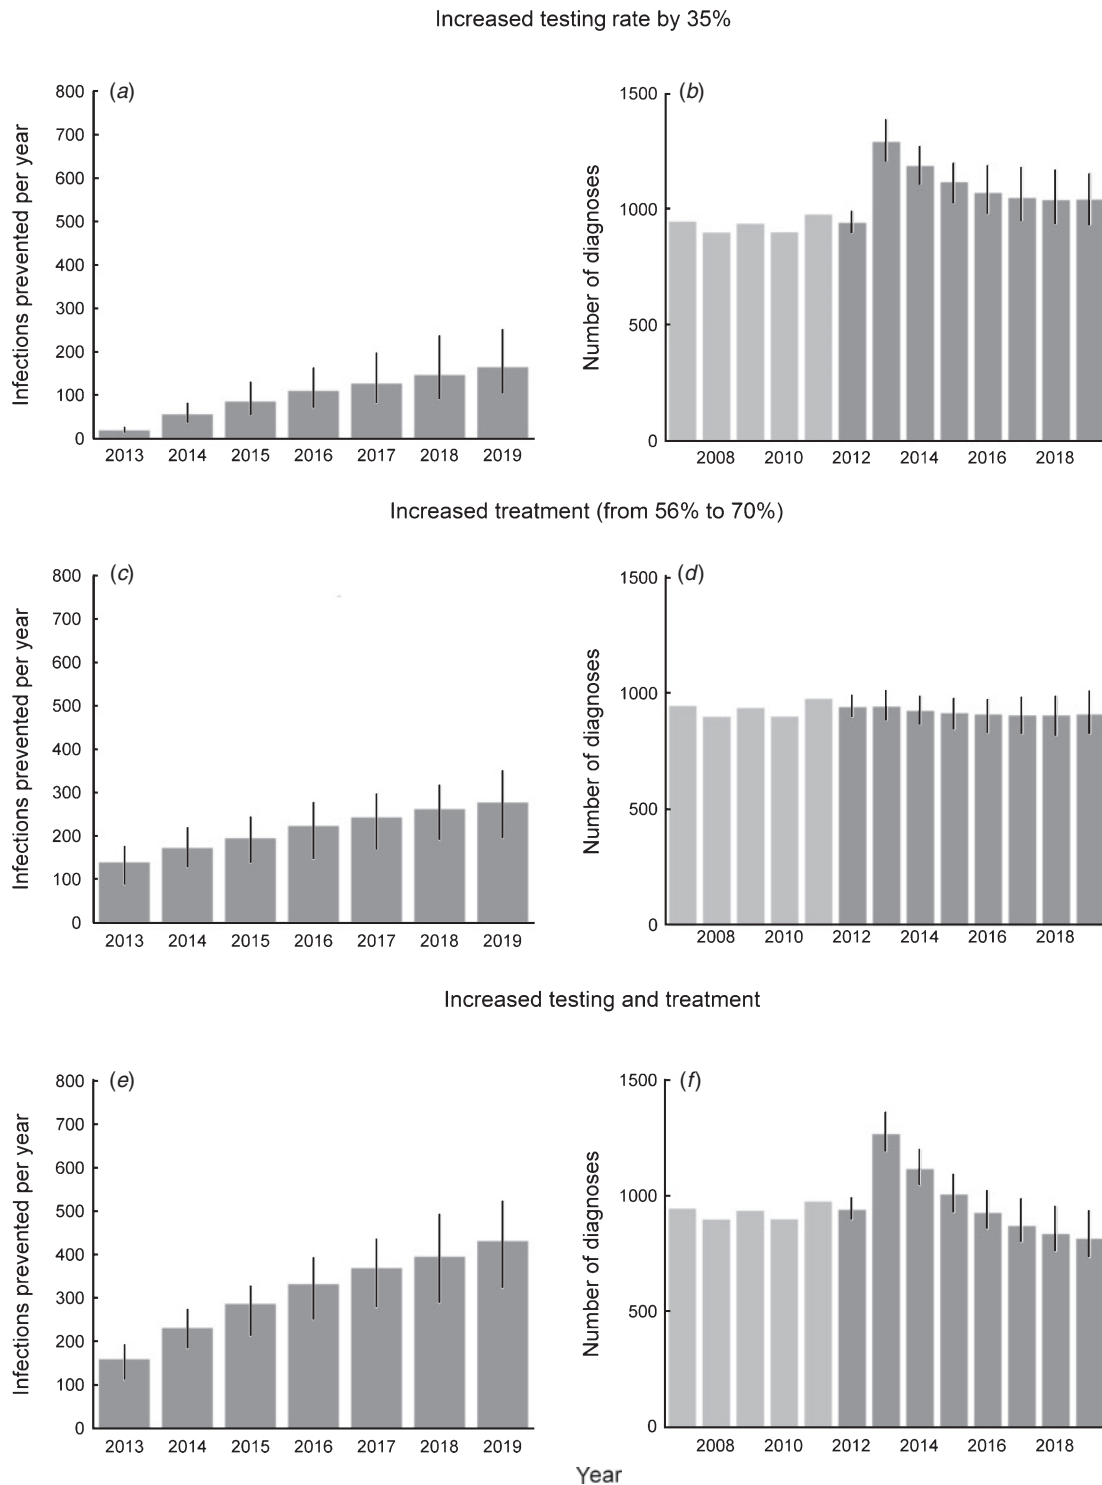 Increased testing rate by 35%
(a)
Infections prevented per year
800
700
600
500
400
300
200
100
0
2013 2014 2015 2016 2017 2018 2019
(b)
Number of diagnoses
1500
1000
500
0
2008 2010 2012 2014 2016 2018
Increased treatment (from 56% to 70%)
(c)
Infections prevented per year
800
700
600
500
400
300
200
100
0
2013 2014 2015 2016 2017 2018 2019
(d)
Number of diagnoses
1500
1000
500
0
2008 2010 2012 2014 2016 2018
Increased testing and treatment
(e)
Infections prevented per year
800
700
600
500
400
300
200
100
0
2013 2014 2015 2016 2017 2018 2019
(f)
Number of diagnoses
1500
1000
500
0
2008 2010 2012 2014 2016 2018
Year